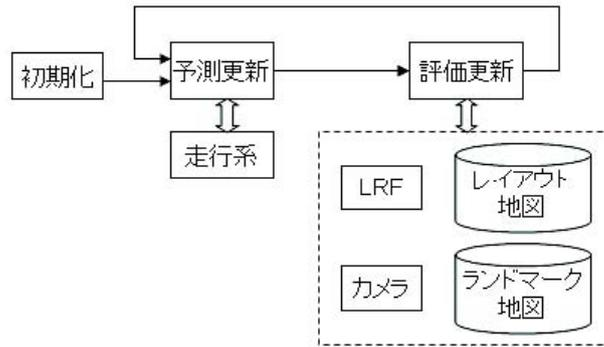 初期化
予測更新
評価更新
走行系
LRF
レイアウト
地図
カメラ
ランドマーク
地図